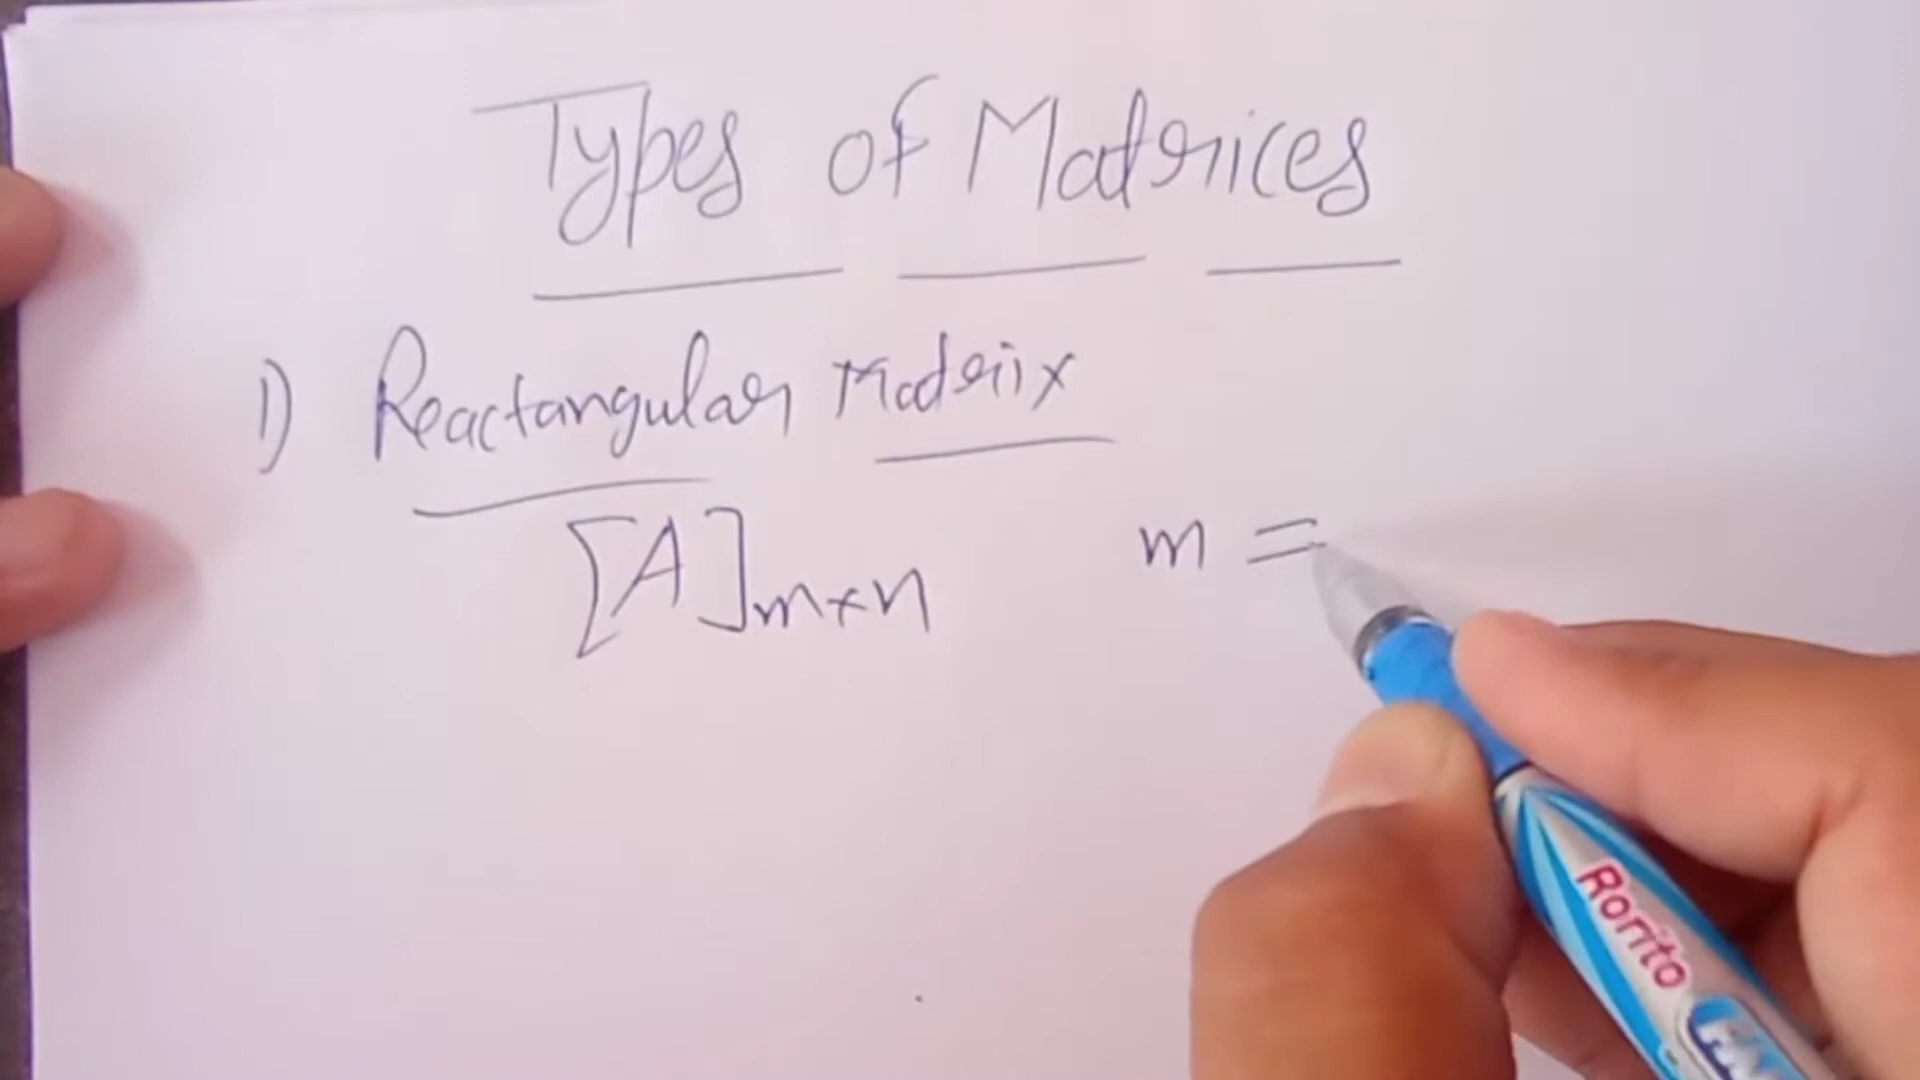 Types of Matrices
1) Reactangular Matriix
[A]m×n m =
Rorito